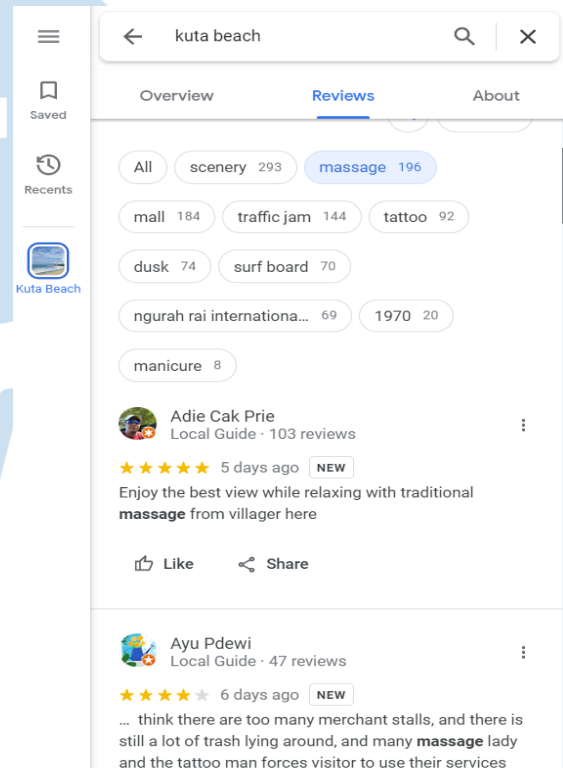 kuta beach
Saved
Recents
Kuta Beach
Overview Reviews About
All scenery 293 massage 196
mall 184 traffic jam 144 tattoo 92
dusk 74 surf board 70
ngurah rai internationa... 69 1970 20
manicure 8
Adie Cak Prie
Local Guide · 103 reviews
5 days ago NEW
Enjoy the best view while relaxing with traditional
massage from villager here
Like Share
Ayu Pdewi
Local Guide · 47 reviews
6 days ago NEW
... think there are too many merchant stalls, and there is
still a lot of trash lying around, and many massage lady
and the tattoo man forces visitor to use their services